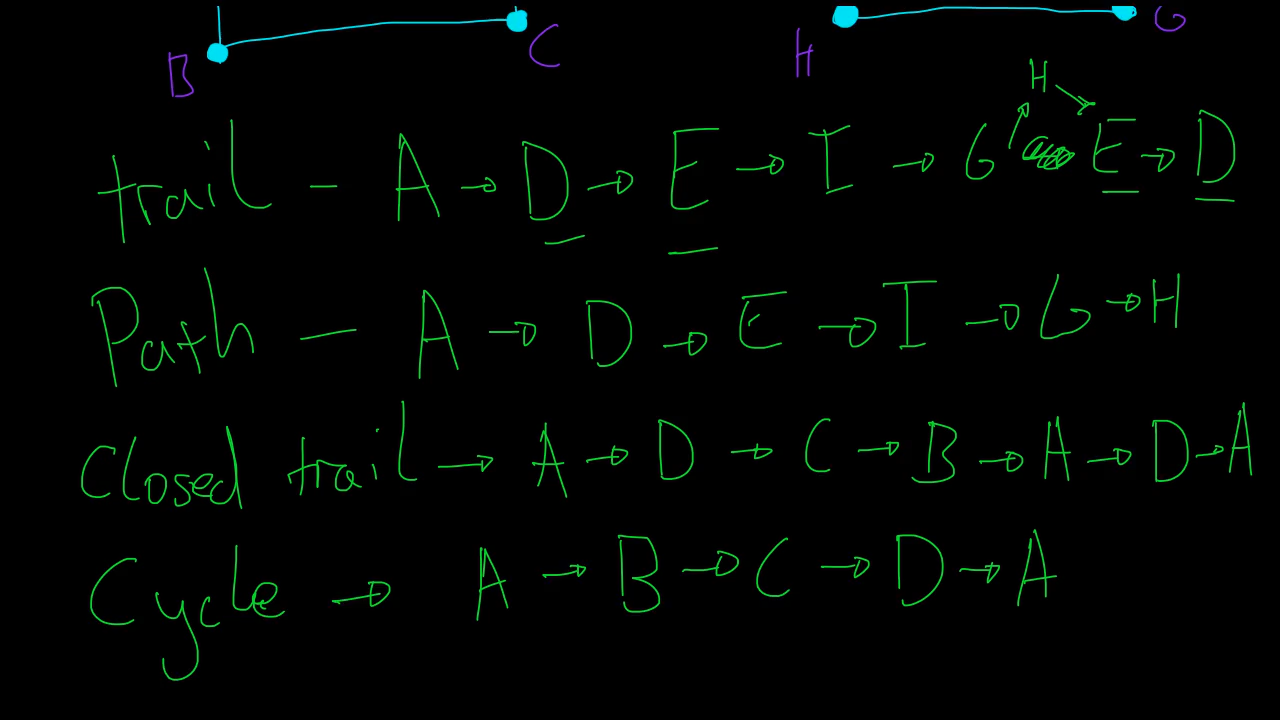 B C H G
trail - A → D → E → I → G → H → E → D
Path - A → D → E → I → G → H
Closed trail → A → D → C → B → A → D → A
Cycle → A → B → C → D → A